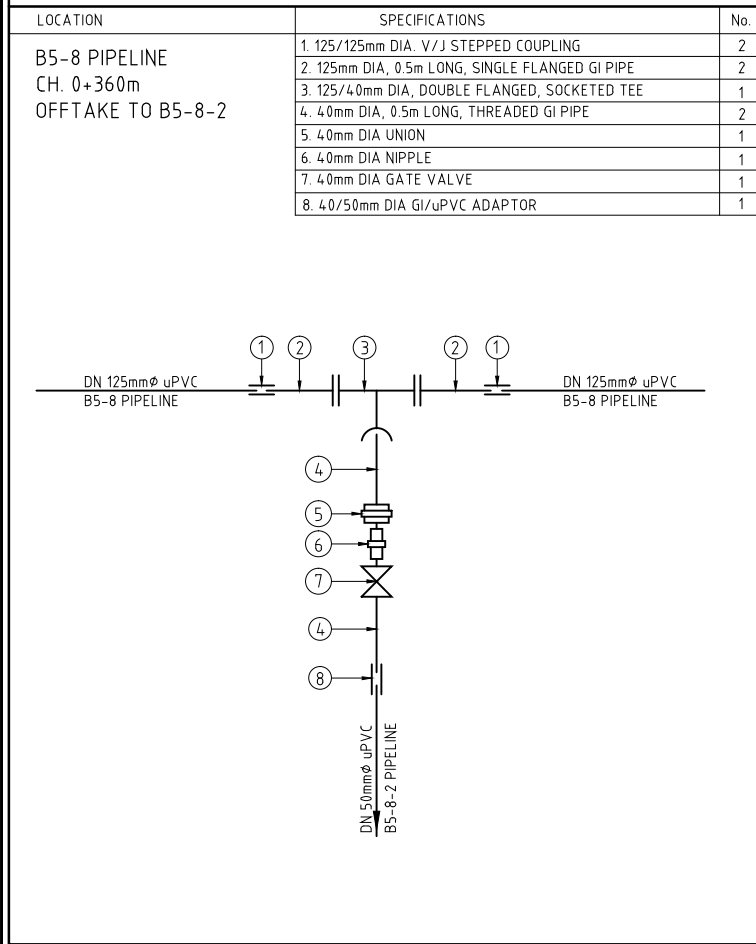 LOCATION SPECIFICATIONS No.
B5-8 PIPELINE
CH. 0+360m
OFFTAKE TO B5-8-2
1. 125/125mm DIA. V/J STEPPED COUPLING 2
2. 125mm DIA, 0.5m LONG, SINGLE FLANGED GI PIPE 2
3. 125/40mm DIA, DOUBLE FLANGED, SOCKETED TEE 1
4. 40mm DIA, 0.5m LONG, THREADED GI PIPE 2
5. 40mm DIA UNION 1
6. 40mm DIA NIPPLE 1
7. 40mm DIA GATE VALVE 1
8. 40/50mm DIA GI/uPVC ADAPTOR 1
1 2 3 2 1
DN 125mmØ uPVC
B5-8 PIPELINE
DN 125mmØ uPVC
B5-8 PIPELINE
4
5
6
7
4
8
DN 50mmØ uPVC
B5-8-2 PIPELINE